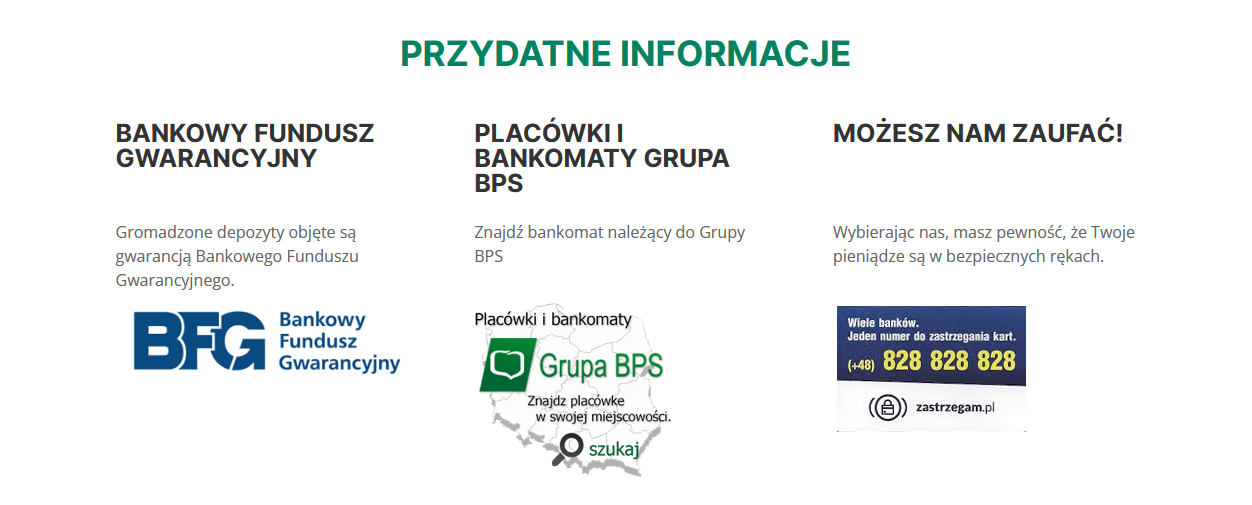 PRZYDATNE INFORMACJE
BANKOWY FUNDUSZ
GWARANCYJNY
Gromadzone depozyty objęte są
gwarancją Bankowego Funduszu
Gwarancyjnego.
BFG
Bankowy
Fundusz
Gwarancyjny
PLACÓWKI I
BANKOMATY GRUPA
BPS
Znajdź bankomat należący do Grupy
BPS
Placówki i bankomaty
Grupa BPS
Znajdz placówke
w swojej miejscowości.
szukaj
MOŻESZ NAM ZAUFAĆ!
Wybierając nas, masz pewność, że Twoje
pieniądze są w bezpiecznych rękach.
Wiele banków.
Jeden numer do zastrzegania kart.
(+48) 828 828 828
zastrzegam.pl